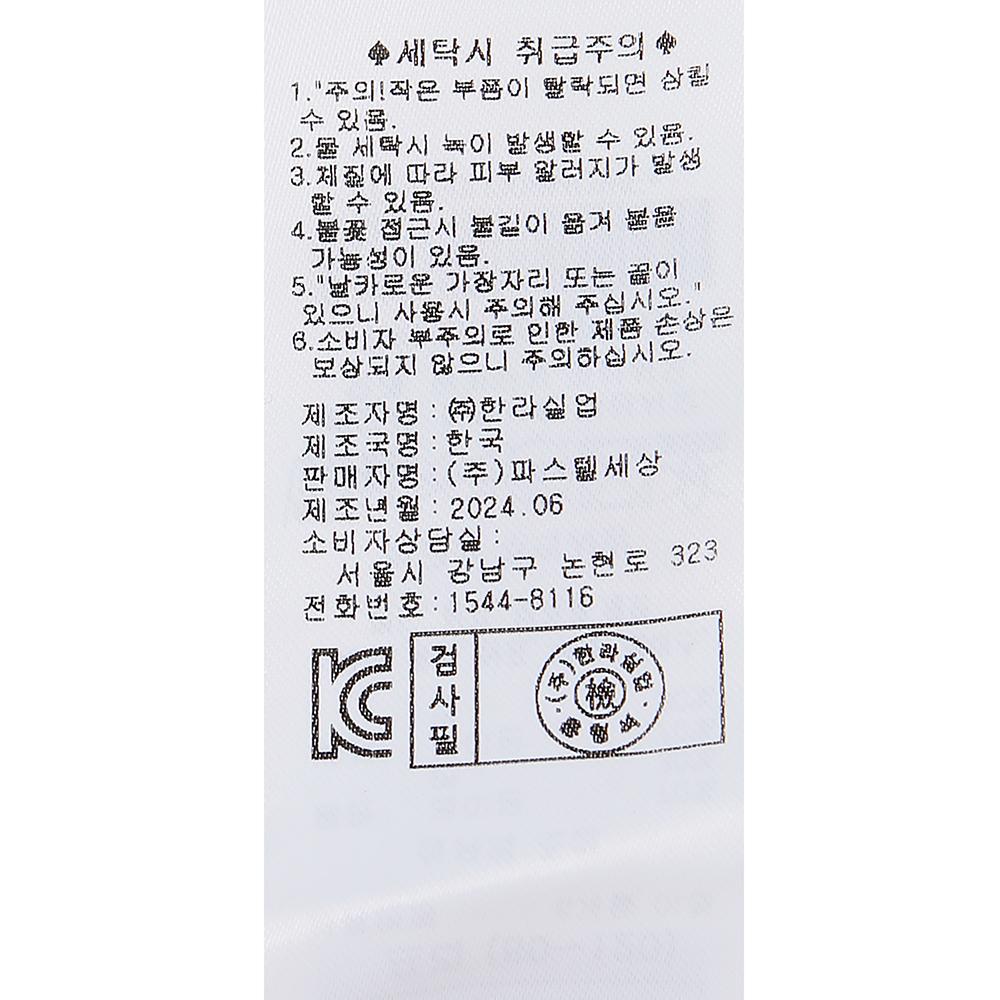 ♠세탁시 취급주의♠
1."주의!작은 부품이 탈락되면 삼킬
수 있음.
2.물 세탁시 녹이 발생할 수 있음.
3.체질에 따라 피부 알러지가 발생
할 수 있음.
4.불꽃 접근시 불길이 옮겨 붙을
가능성이 있음.
5."날카로운 가장자리 또는 끝이
있으니 사용시 주의해 주십시오."
6.소비자 부주의로 인한 제품 손상은
보상되지 않으니 주의하십시오.
제조자명:㈜한라실업
제조국명:한국
판매자명:(주)파스텔세상
제조년월:2024.06
소비자상담실:
서울시 강남구 논현로 323
전화번호:1544-8116
KC
검사필
(주)한라실업
檢